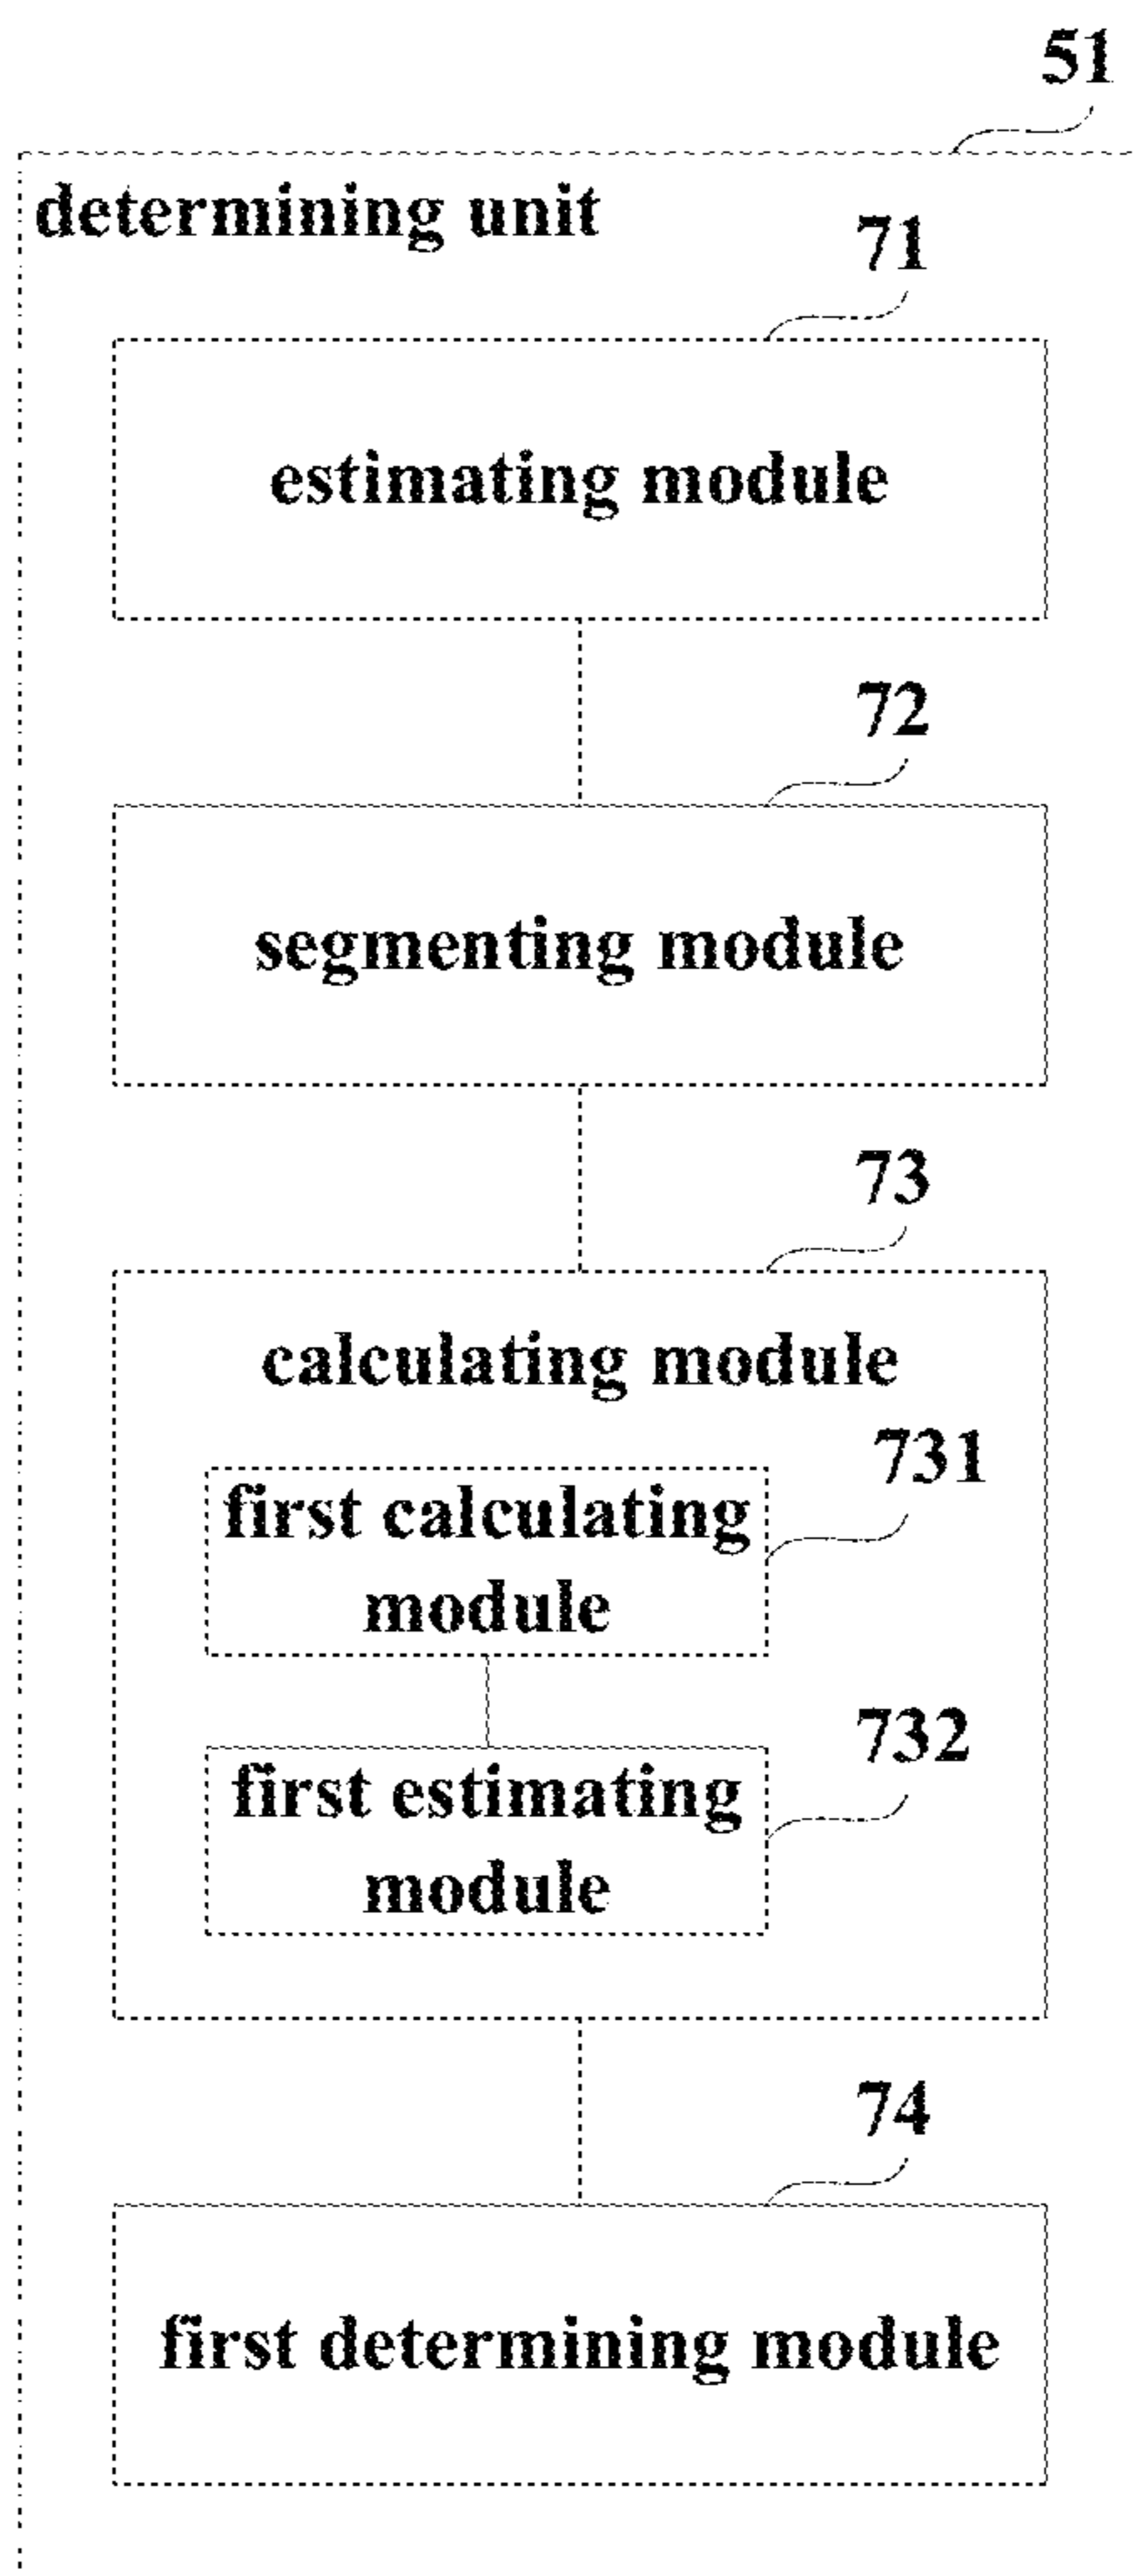 51
determining unit
71
estimating module
72
segmenting module
73
calculating module
731
first calculating
module
732
first estimating
module
74
first determining module